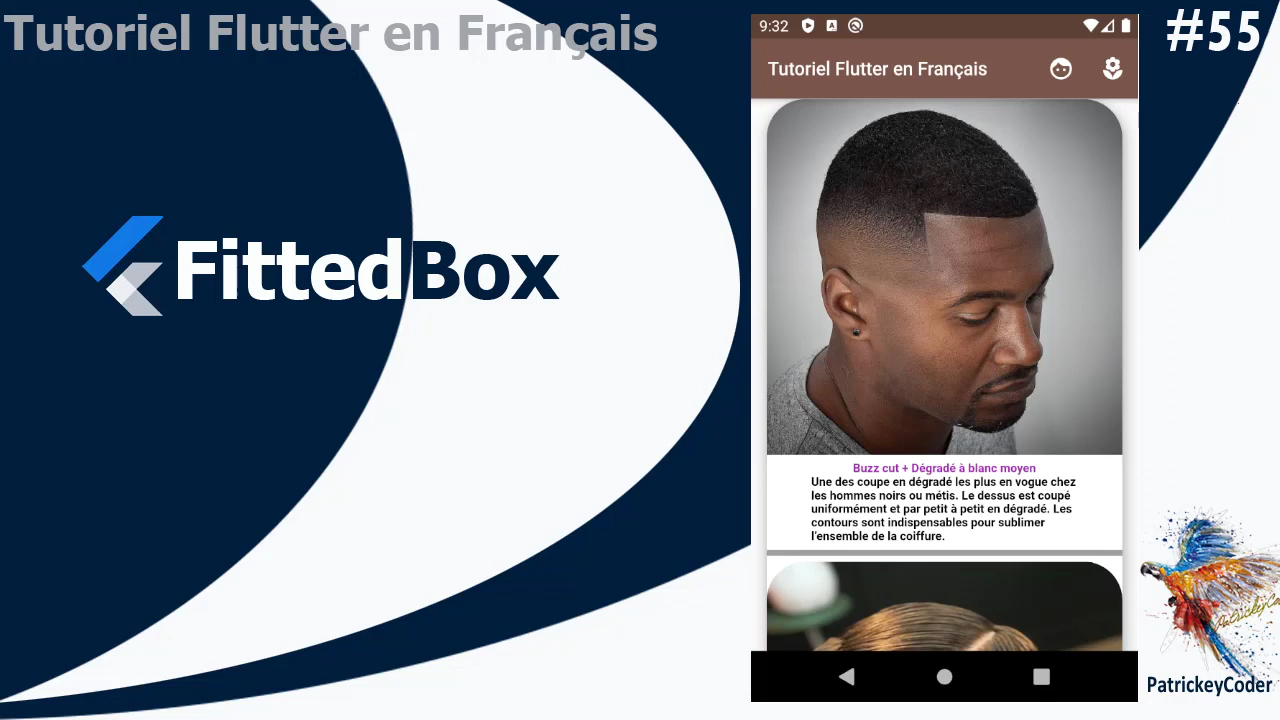 Tutoriel Flutter en Français
#55
9:32
Tutoriel Flutter en Français
FittedBox
Buzz cut + Dégradé à blanc moyen
Une des coupe en dégradé les plus en vogue chez
les hommes noirs ou métis. Le dessus est coupé
uniformément et par petit à petit en dégradé. Les
contours sont indispensables pour sublimer
l'ensemble de la coiffure.
PatrickeyCoder